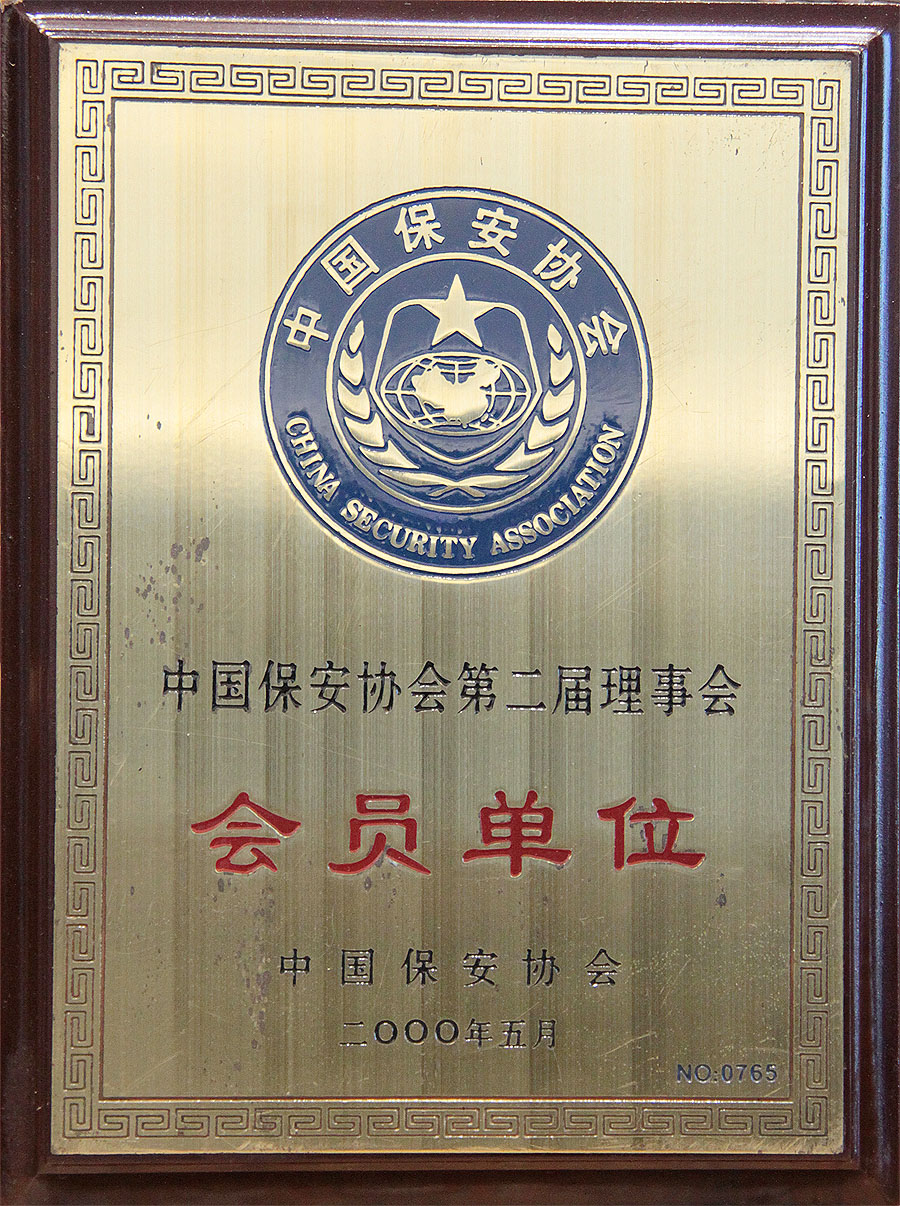 中国保安协会
CHINA SECURITY ASSOCIATION
中国保安协会第二届理事会
会员单位
中国保安协会
二OOO年五月
NO:0765